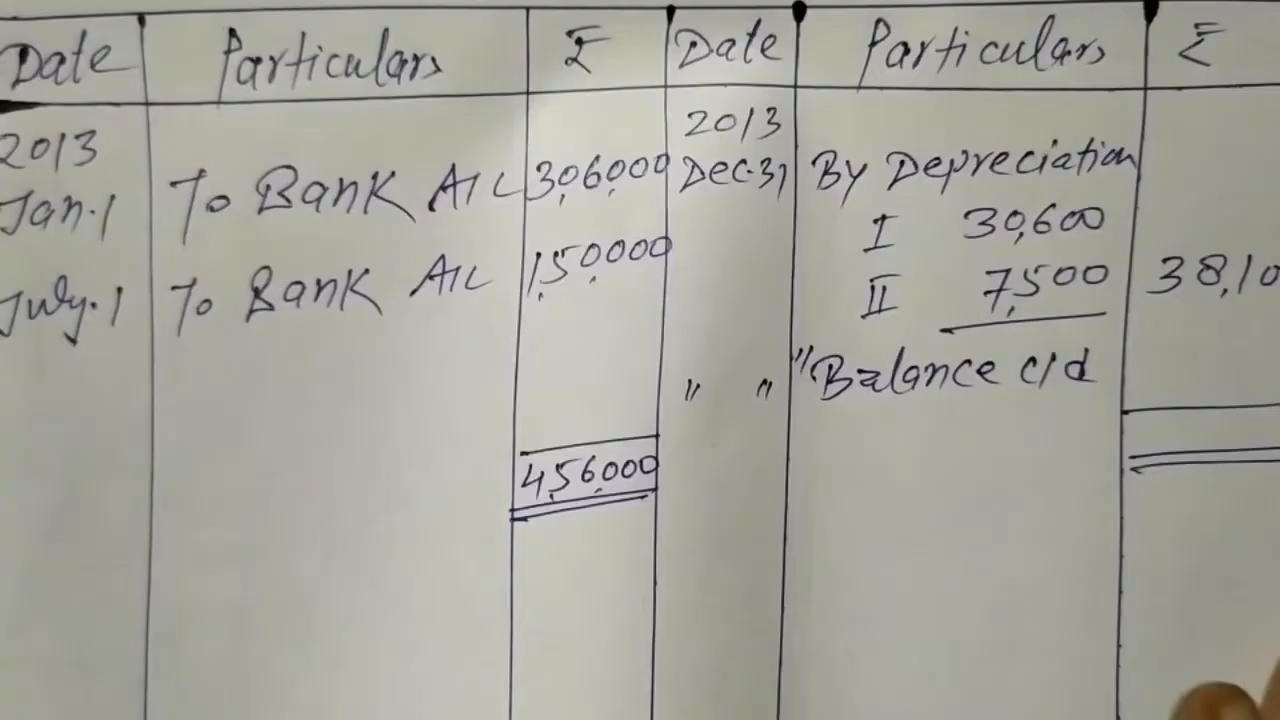 Date Particulars ₹ Date Particulars ₹
2013 2013
Jan.1 To Bank A/c 3,06,000 Dec.31 By Depreciation
I 30,600
July.1 To Bank A/c 1,50,000 II 7,500 38,10
" " " Balance c/d
4,56,000